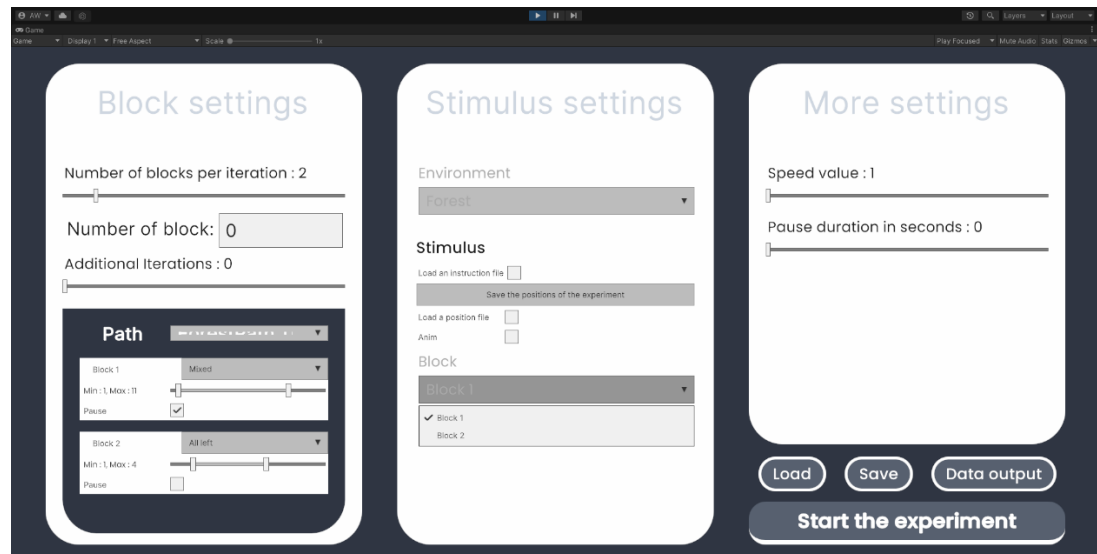 AW
Game
Game Display 1 Free Aspect Scale 1x Play Focused Mute Audio Stats Gizmos
Layers Layout
Block settings
Number of blocks per iteration : 2
Number of block: 0
Additional Iterations : 0
Path
Block 1 Mixed
Min : 1, Max : 11
Pause
Block 2 All left
Min : 1, Max : 4
Pause
Stimulus settings
Environment
Forest
Stimulus
Load an instruction file
Save the positions of the experiment
Load a position file
Anim
Block
Block 1
Block 1
Block 2
More settings
Speed value : 1
Pause duration in seconds : 0
Load Save Data output
Start the experiment